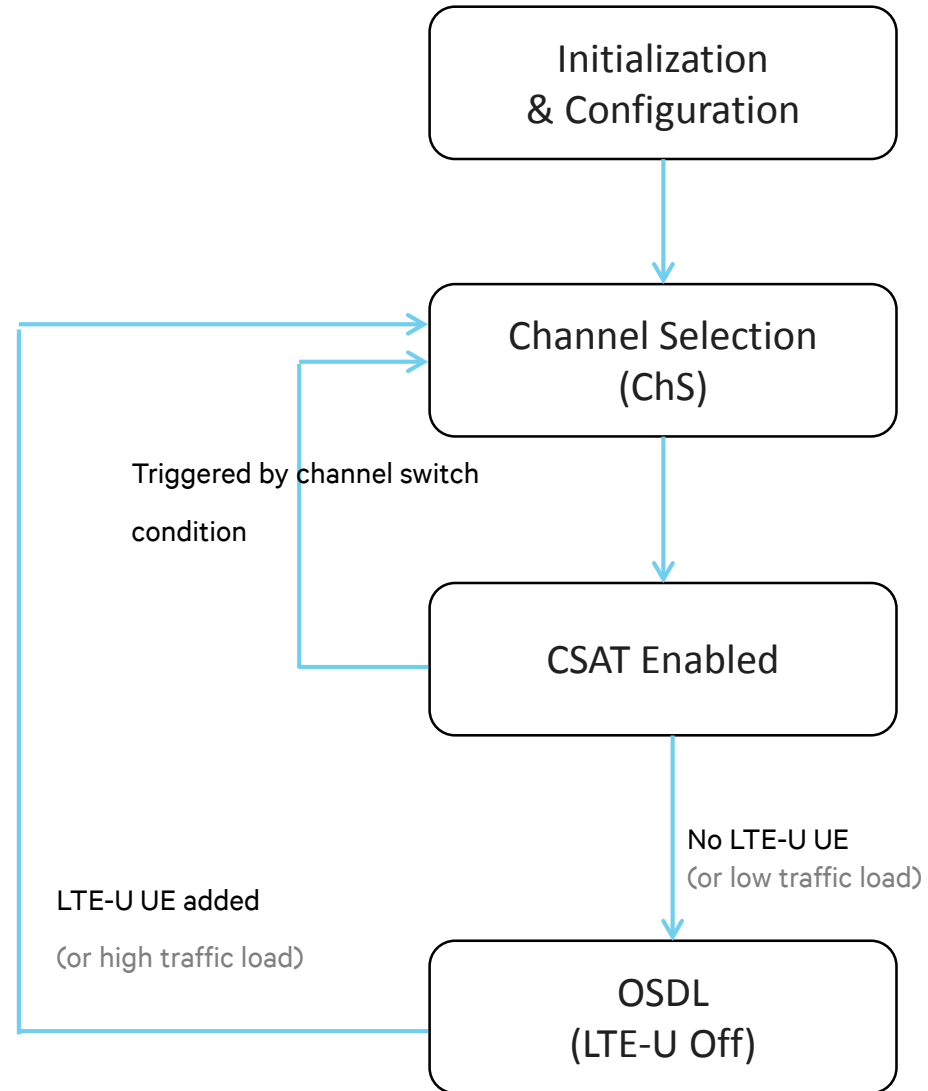 Initialization
& Configuration
Channel Selection
(ChS)
Triggered by channel switch
condition
CSAT Enabled
No LTE-U UE
(or low traffic load)
LTE-U UE added
(or high traffic load)
OSDL
(LTE-U Off)